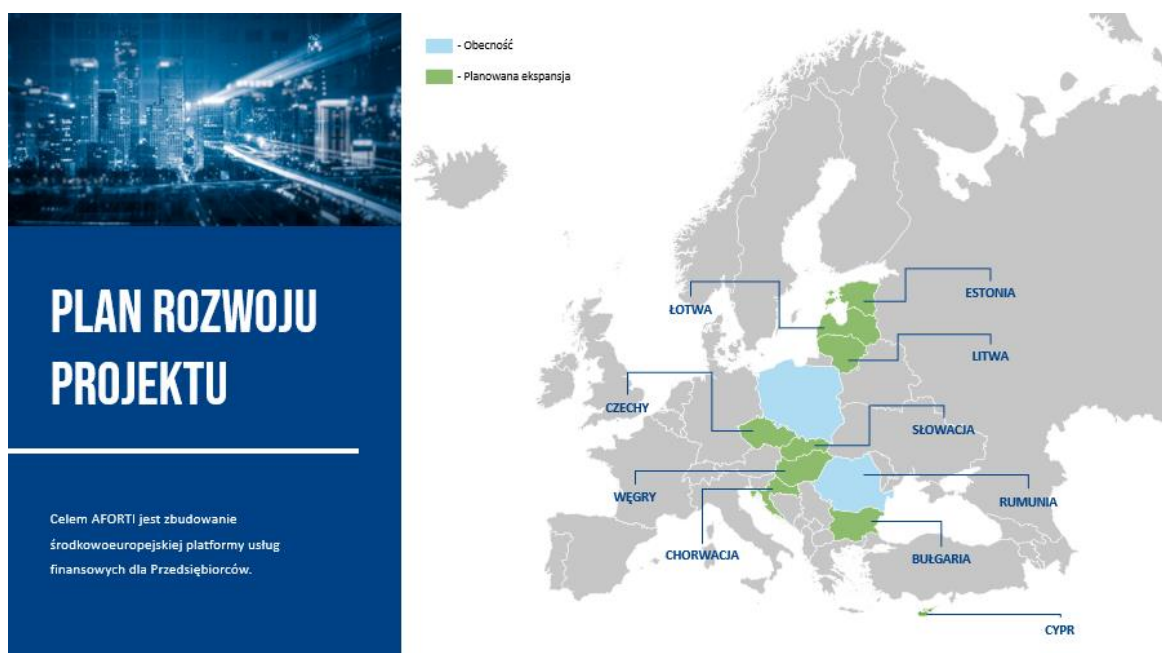 - Obecność
- Planowana ekspansja
PLAN ROZWOJU
PROJEKTU
Celem AFORTI jest zbudowanie
środkowoeuropejskiej platformy usług
finansowych dla Przedsiębiorców.
ESTONIA
ŁOTWA
LITWA
CZECHY
SŁOWACJA
WĘGRY
RUMUNIA
CHORWACJA
BUŁGARIA
CYPR